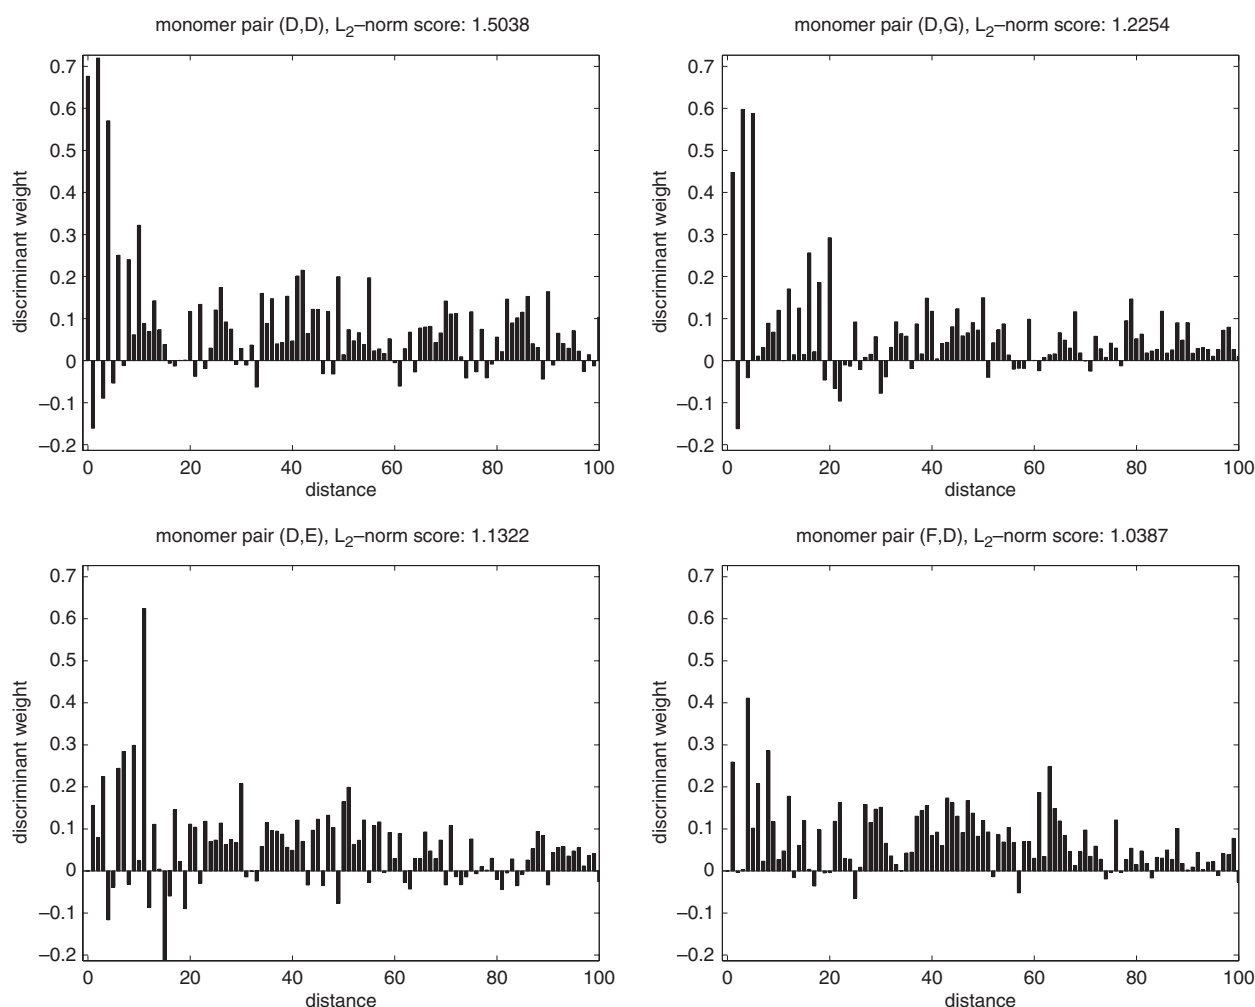 monomer pair (D,D), L2–norm score: 1.5038
0.7
0.6
0.5
0.4
0.3
0.2
0.1
0
–0.1
–0.2
discriminant weight
0 20 40 60 80 100
distance
monomer pair (D,G), L2–norm score: 1.2254
0.7
0.6
0.5
0.4
0.3
0.2
0.1
0
–0.1
–0.2
discriminant weight
0 20 40 60 80 100
distance
monomer pair (D,E), L2–norm score: 1.1322
0.7
0.6
0.5
0.4
0.3
0.2
0.1
0
–0.1
–0.2
discriminant weight
0 20 40 60 80 100
distance
monomer pair (F,D), L2–norm score: 1.0387
0.7
0.6
0.5
0.4
0.3
0.2
0.1
0
–0.1
–0.2
discriminant weight
0 20 40 60 80 100
distance